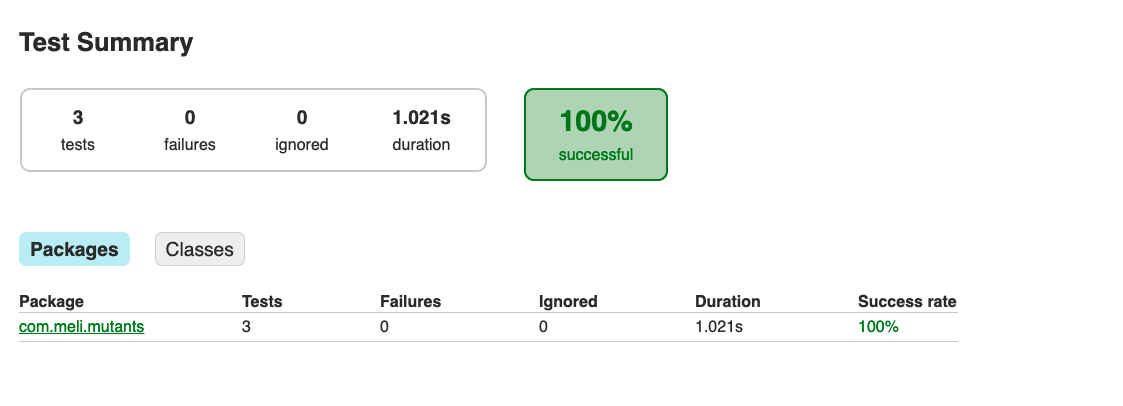 Test Summary
3 0 0 1.021s 100%
tests failures ignored duration successful
Packages Classes
Package Tests Failures Ignored Duration Success rate
com.meli.mutants 3 0 0 1.021s 100%